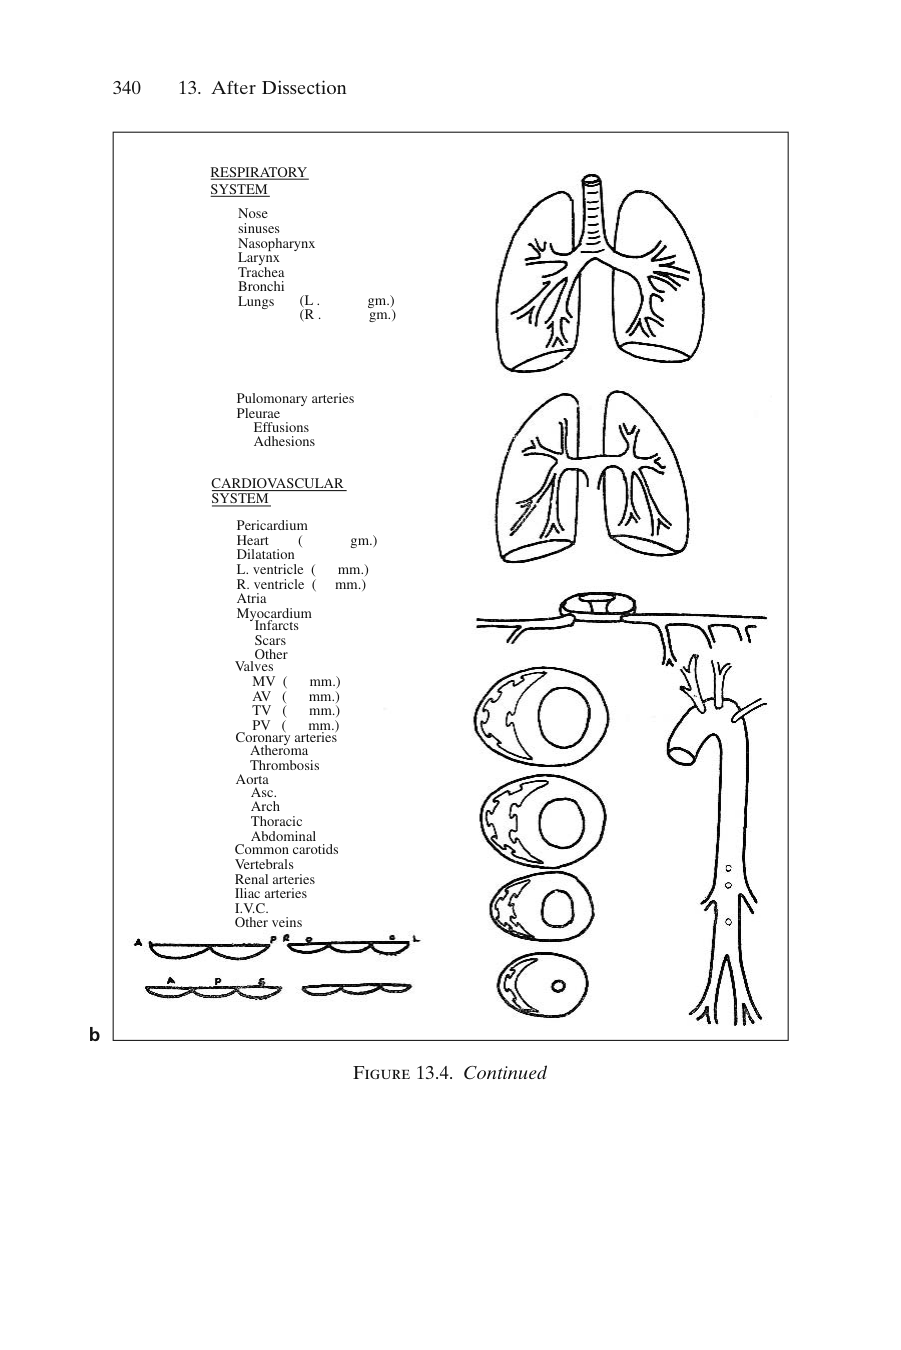 340 13. After Dissection
RESPIRATORY
SYSTEM
Nose
sinuses
Nasopharynx
Larynx
Trachea
Bronchi
Lungs (L . gm.)
(R . gm.)
Pulomonary arteries
Pleurae
Effusions
Adhesions
CARDIOVASCULAR
SYSTEM
Pericardium
Heart ( gm.)
Dilatation
L. ventricle ( mm.)
R. ventricle ( mm.)
Atria
Myocardium
Infarcts
Scars
Other
Valves
MV ( mm.)
AV ( mm.)
TV ( mm.)
PV ( mm.)
Coronary arteries
Atheroma
Thrombosis
Aorta
Asc.
Arch
Thoracic
Abdominal
Common carotids
Vertebrals
Renal arteries
Iliac arteries
I.V.C.
Other veins
A P R L
A P S
b
FIGURE 13.4. Continued